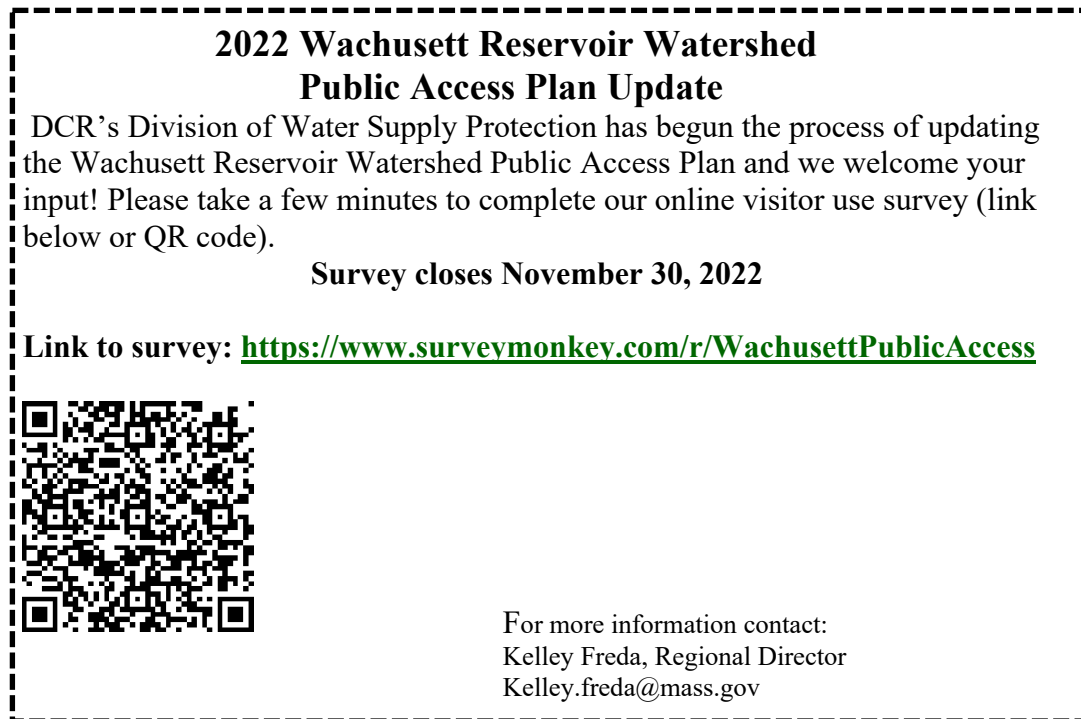 2022 Wachusett Reservoir Watershed
Public Access Plan Update
DCR’s Division of Water Supply Protection has begun the process of updating
the Wachusett Reservoir Watershed Public Access Plan and we welcome your
input! Please take a few minutes to complete our online visitor use survey (link
below or QR code).
Survey closes November 30, 2022
Link to survey: https://www.surveymonkey.com/r/WachusettPublicAccess
For more information contact:
Kelley Freda, Regional Director
Kelley.freda@mass.gov